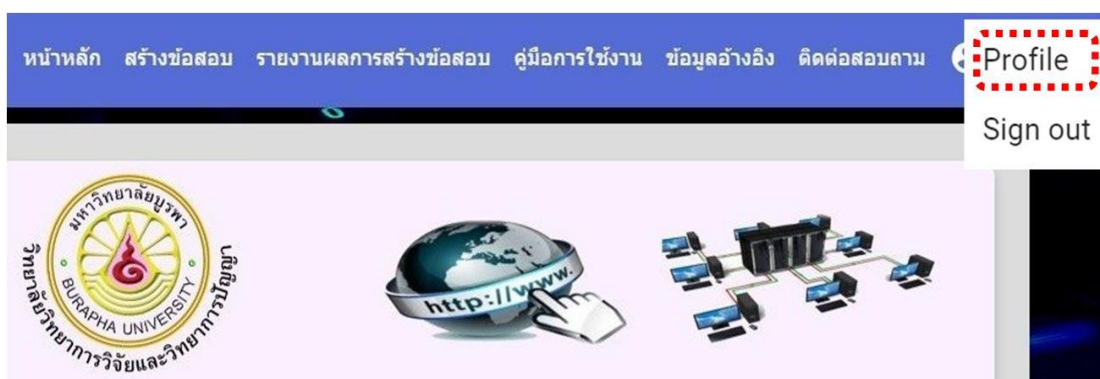 หน้าหลัก สร้างข้อสอบ รายงานผลการสร้างข้อสอบ คู่มือการใช้งาน ข้อมูลอ้างอิง ติดต่อสอบถาม
Profile
Sign out
มหาวิทยาลัยบูรพา
BURAPHA UNIVERSITY
วิทยาลัยวิทยาการวิจัยและวิทยาการปัญญา
http://www.